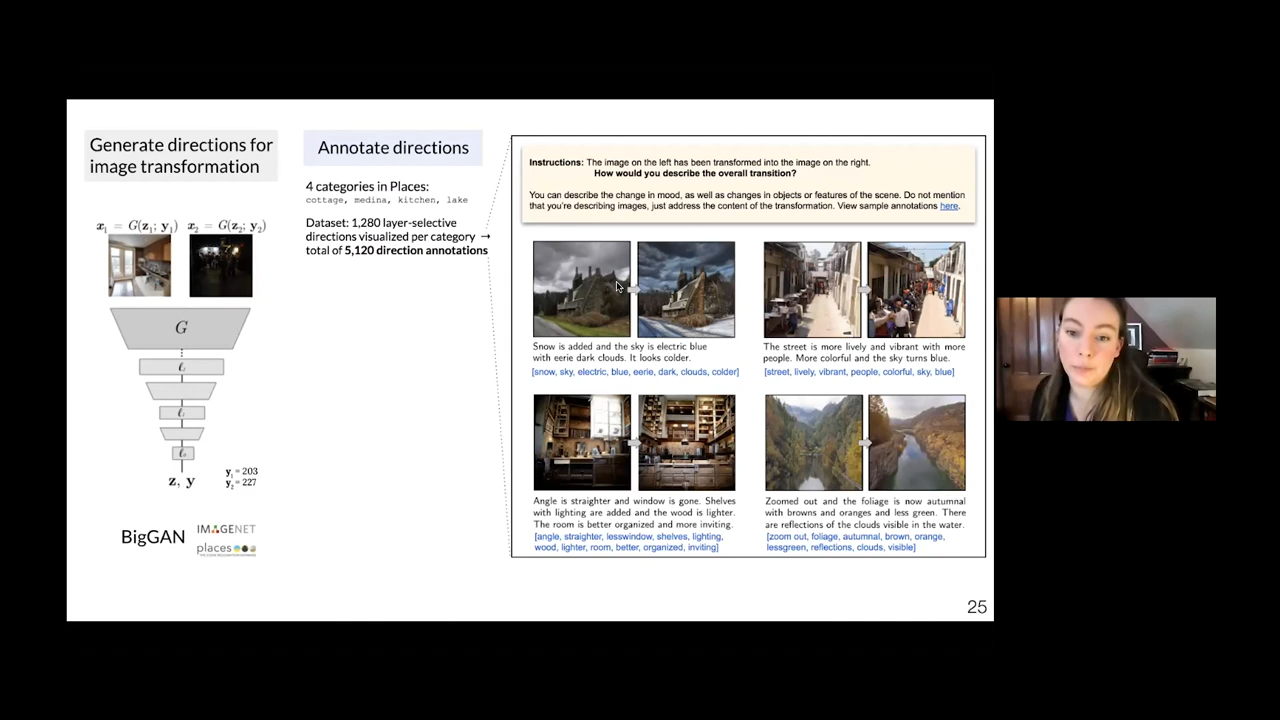 Generate directions for
image transformation
x₁ = G(z₁; y₁) x₂ = G(z₂; y₂)
G
z, y
y₁ = 203
y₂ = 227
BigGAN
IMAGENET
places
Annotate directions
4 categories in Places:
cottage, medina, kitchen, lake
Dataset: 1,280 layer-selective
directions visualized per category →
total of 5,120 direction annotations
Instructions: The image on the left has been transformed into the image on the right.
How would you describe the overall transition?
You can describe the change in mood, as well as changes in objects or features of the scene. Do not mention
that you're describing images, just address the content of the transformation. View sample annotations here.
Snow is added and the sky is electric blue
with eerie dark clouds. It looks colder.
[snow, sky, electric, blue, eerie, dark, clouds, colder]
The street is more lively and vibrant with more
people. More colorful and the sky turns blue.
[street, lively, vibrant, people, colorful, sky, blue]
Angle is straighter and window is gone. Shelves
with lighting are added and the wood is lighter.
The room is better organized and more inviting.
[angle, straighter, lesswindow, shelves, lighting,
wood, lighter, room, better, organized, inviting]
Zoomed out and the foliage is now autumnal
with browns and oranges and less green. There
are reflections of the clouds visible in the water.
[zoom out, foliage, autumnal, brown, orange,
lessgreen, reflections, clouds, visible]
25